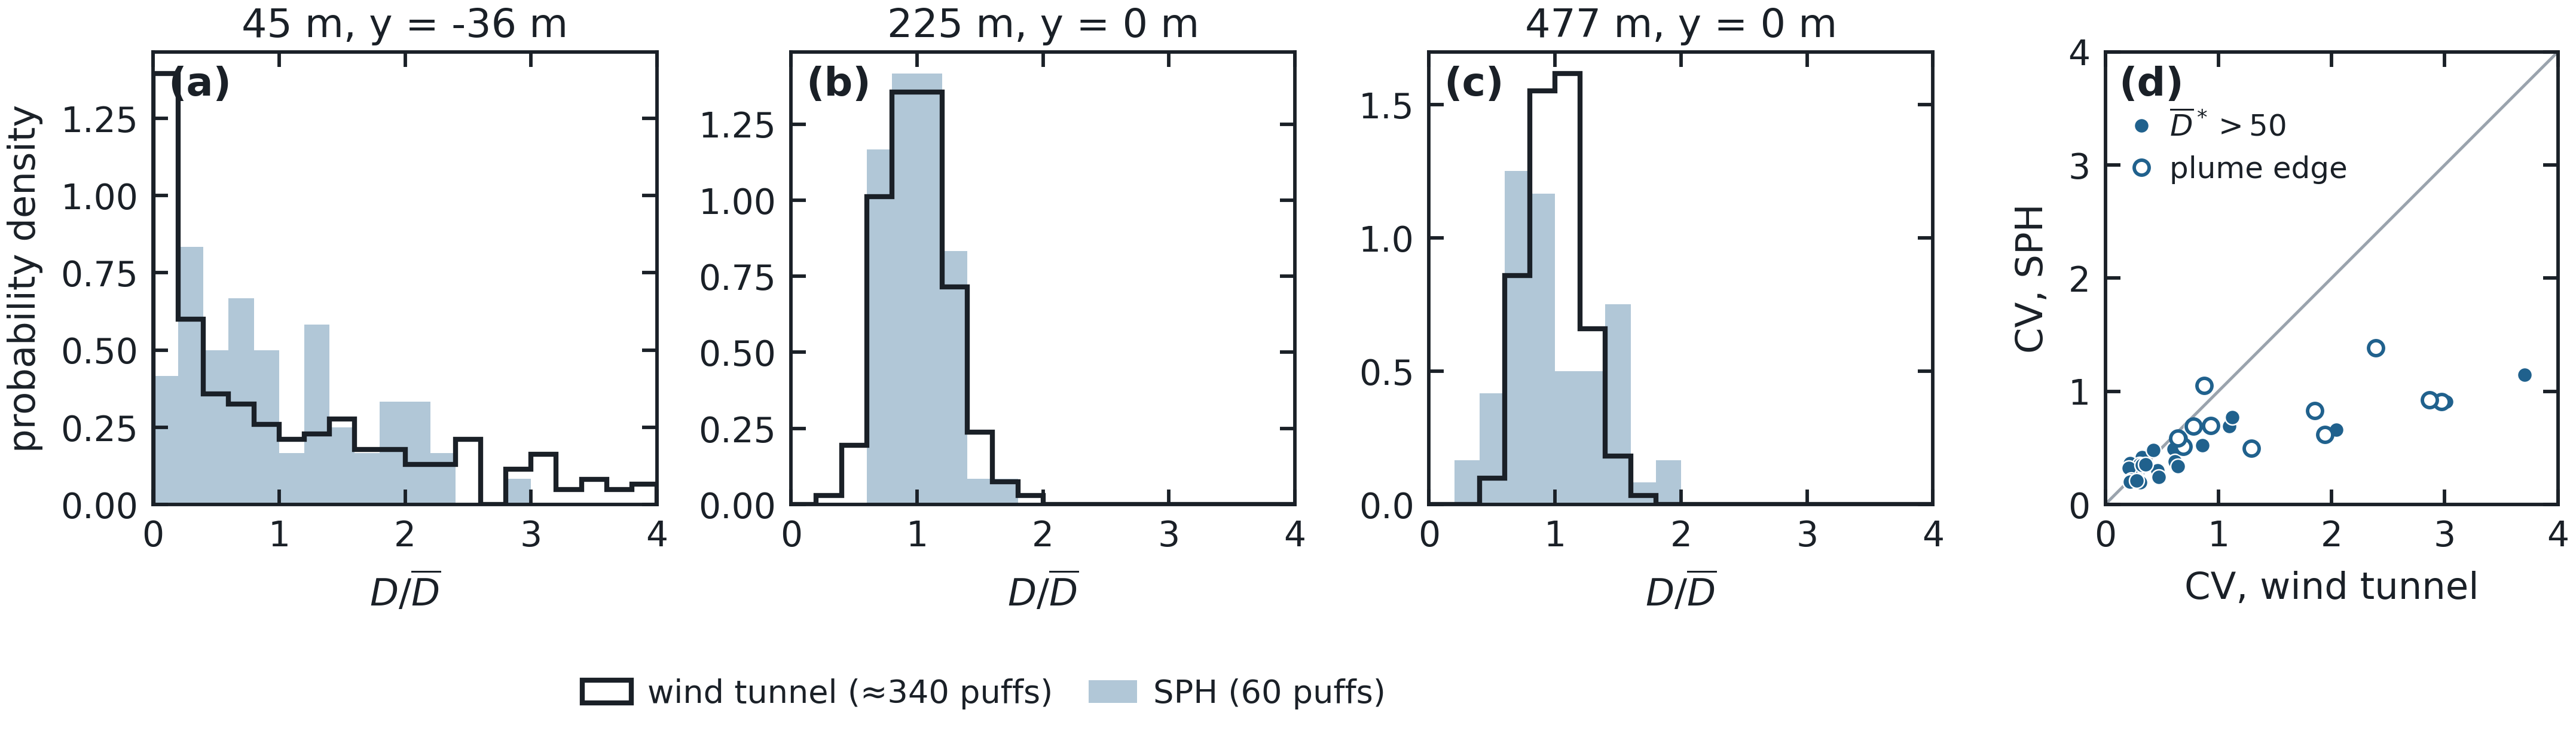 45 m, y = -36 m
(a)
probability density
1.25
1.00
0.75
0.50
0.25
0.00
0 1 2 3 4
D/D̅
225 m, y = 0 m
(b)
1.25
1.00
0.75
0.50
0.25
0.00
0 1 2 3 4
D/D̅
477 m, y = 0 m
(c)
1.5
1.0
0.5
0.0
0 1 2 3 4
D/D̅
(d)
D̅* > 50
plume edge
CV, SPH
4
3
2
1
0
0 1 2 3 4
CV, wind tunnel
wind tunnel (≈340 puffs)
SPH (60 puffs)